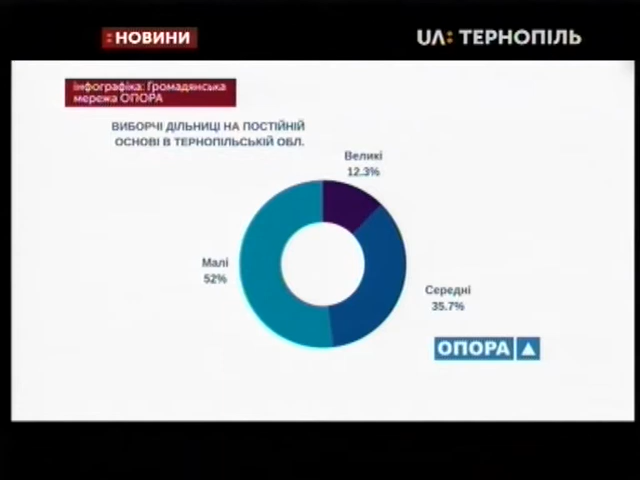 :НОВИНИ
UA: ТЕРНОПІЛЬ
інфографіка: Громадянська
мережа ОПОРА
ВИБОРЧІ ДІЛЬНИЦІ НА ПОСТІЙНІЙ
ОСНОВІ В ТЕРНОПІЛЬСЬКІЙ ОБЛ.
Великі
12.3%
Малі
52%
Середні
35.7%
ОПОРА